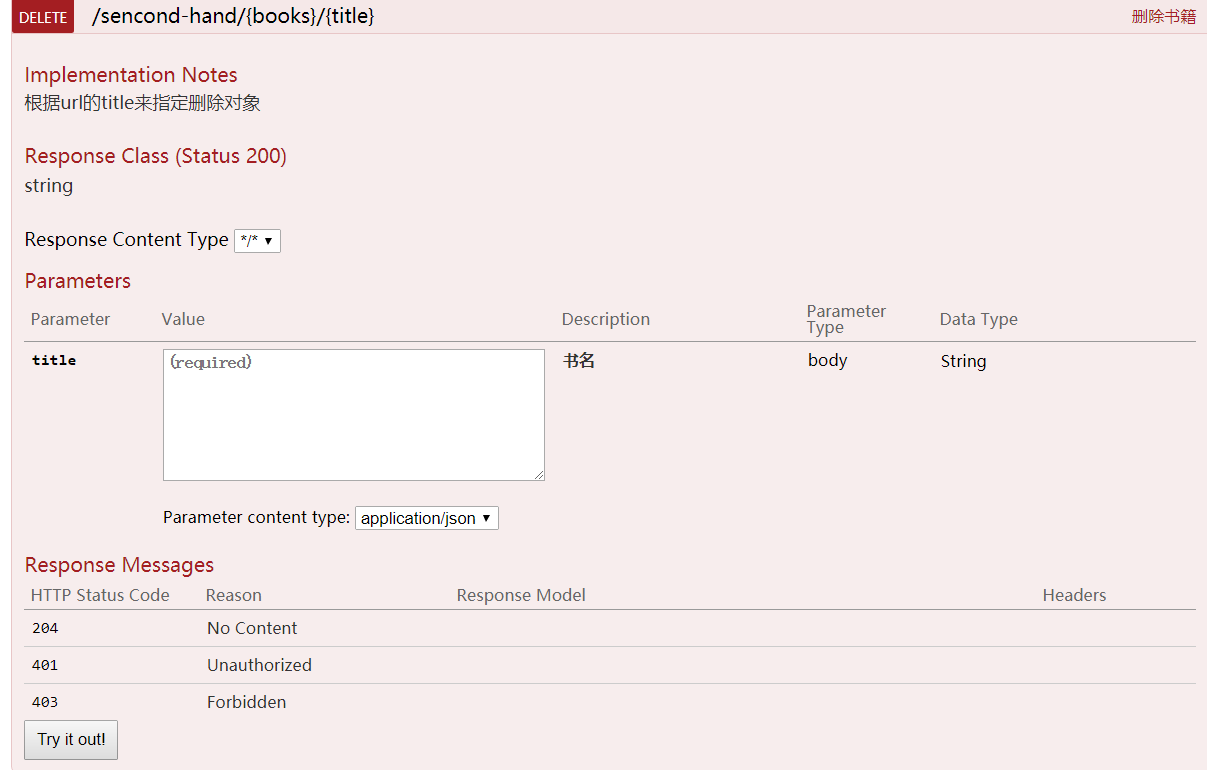 DELETE /sencond-hand/{books}/{title} 删除书籍
Implementation Notes
根据url的title来指定删除对象
Response Class (Status 200)
string
Response Content Type */*
Parameters
Parameter Value Description Parameter Type Data Type
title (required) 书名 body String
Parameter content type: application/json
Response Messages
HTTP Status Code Reason Response Model Headers
204 No Content
401 Unauthorized
403 Forbidden
Try it out!